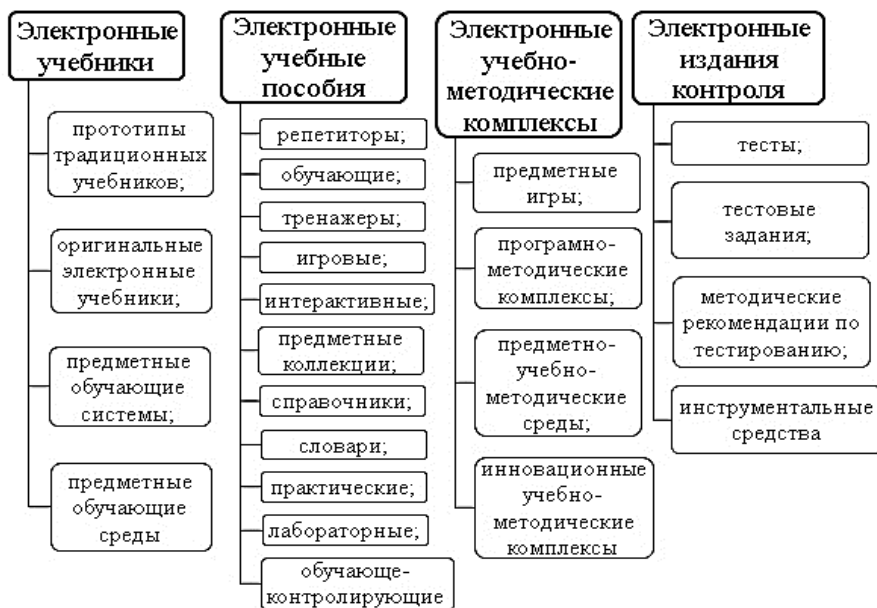 Электронные
учебники
прототипы
традиционных
учебников;
оригинальные
электронные
учебники;
предметные
обучающие
системы;
предметные
обучающие
среды
Электронные
учебные
пособия
репетиторы;
обучающие;
тренажеры;
игровые;
интерактивные;
предметные
коллекции;
справочники;
словари;
практические;
лабораторные;
обучающе-
контролирующие
Электронные
учебно-
методические
комплексы
предметные
игры;
програмно-
методические
комплексы;
предметно-
учебно-
методические
среды;
инновационные
учебно-
методические
комплексы
Электронные
издания
контроля
тесты;
тестовые
задания;
методические
рекомендации по
тестированию;
инструментальные
средства